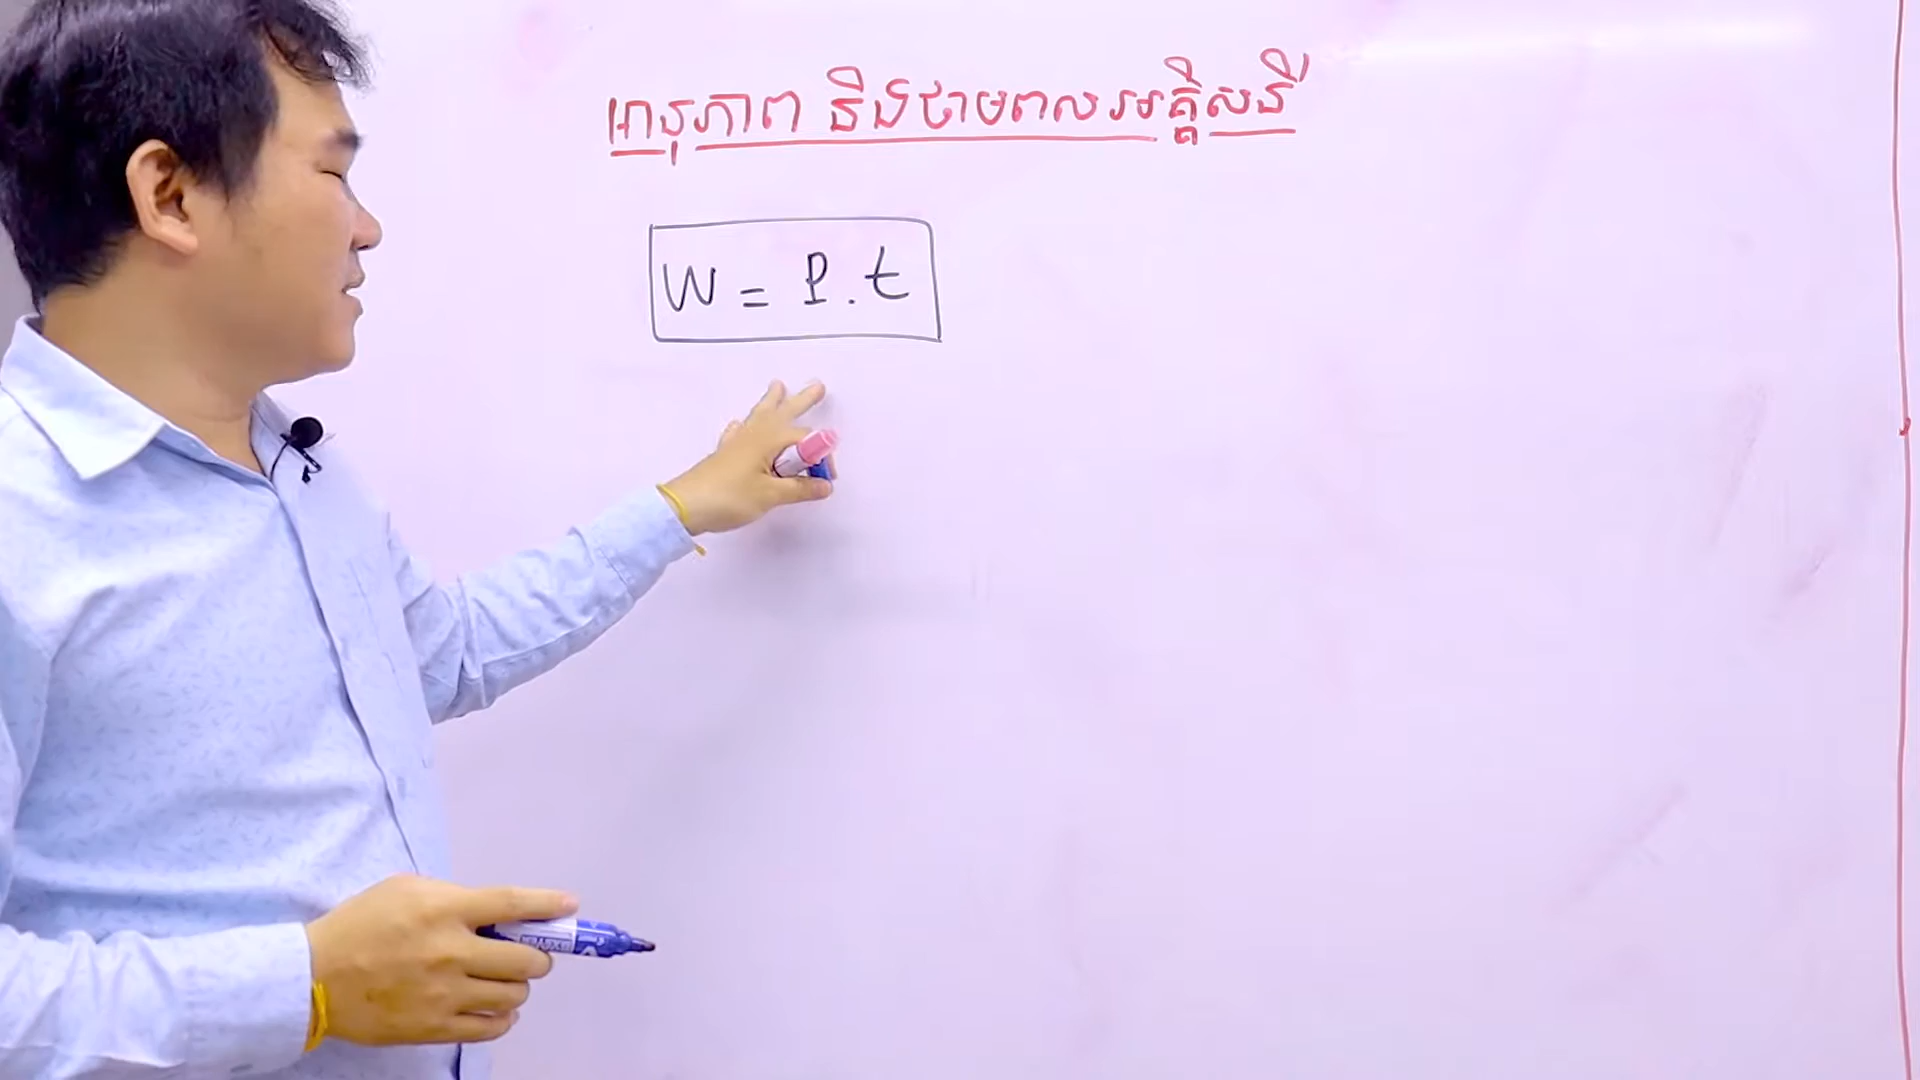 អានុភាព និងថាមពលអគ្គិសនី
W = P . t